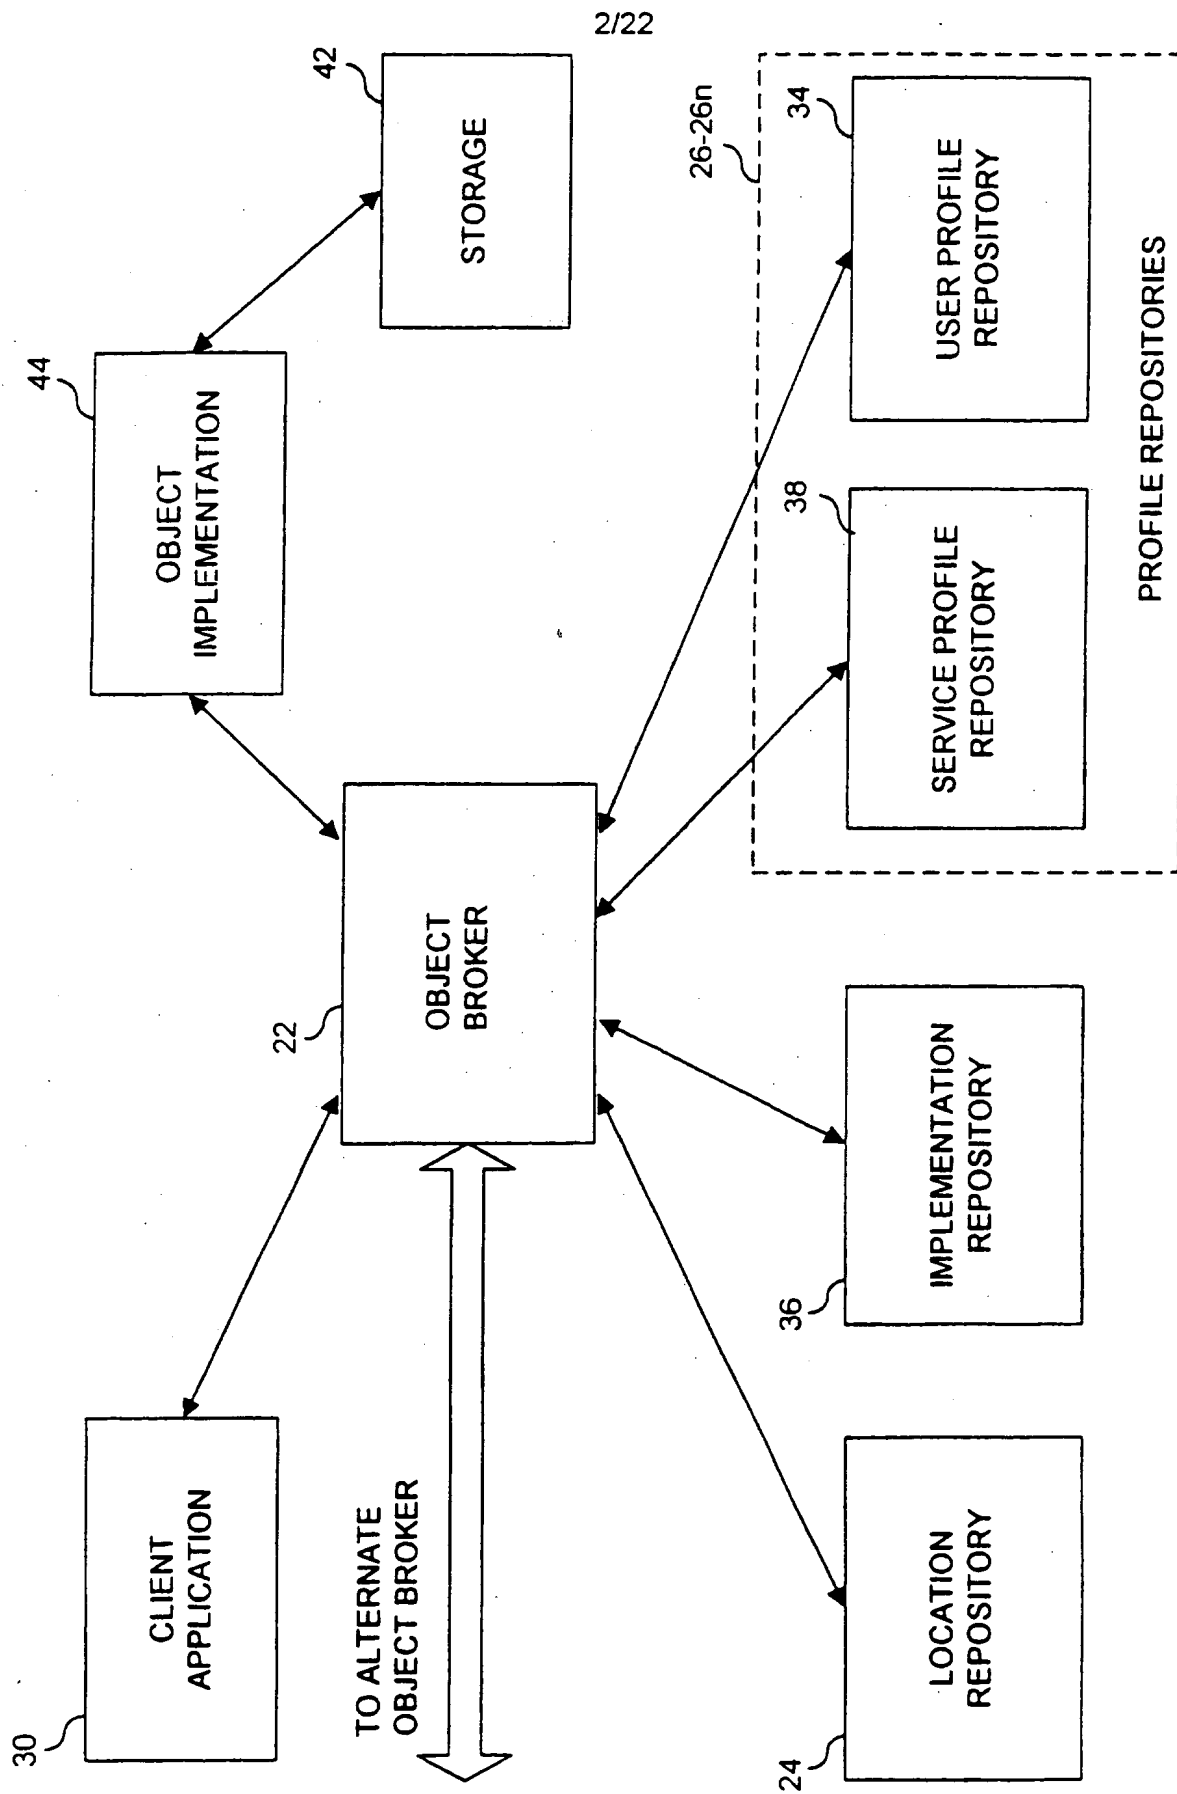 2/22
30
CLIENT
APPLICATION
44
OBJECT
IMPLEMENTATION
42
STORAGE
TO ALTERNATE
OBJECT BROKER
22
OBJECT
BROKER
24
LOCATION
REPOSITORY
36
IMPLEMENTATION
REPOSITORY
26-26n
38
SERVICE PROFILE
REPOSITORY
34
USER PROFILE
REPOSITORY
PROFILE REPOSITORIES